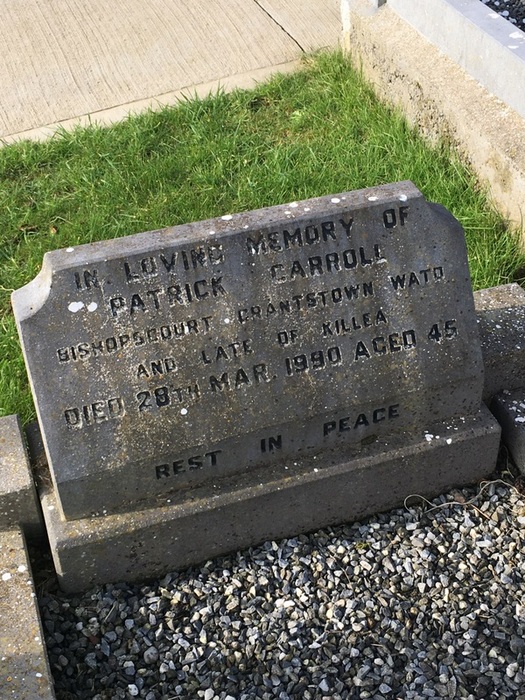 IN LOVING MEMORY OF
PATRICK CARROLL
BISHOPSCOURT GRANTSTOWN WATD.
AND LATE OF KILLEA
DIED 28TH MAR. 1990 AGED 45
REST IN PEACE